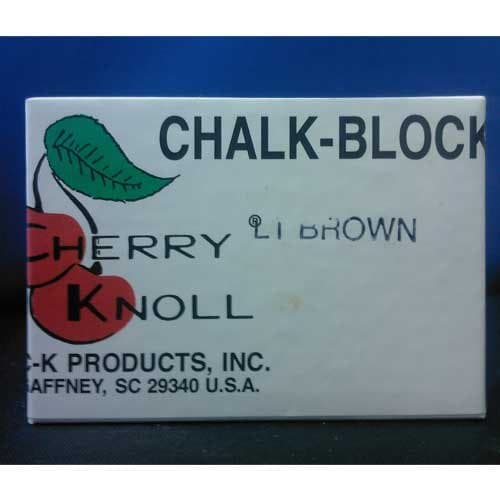 CHALK-BLOCK
LT BROWN
CHERRY ®
KNOLL
C-K PRODUCTS, INC.
GAFFNEY, SC 29340 U.S.A.